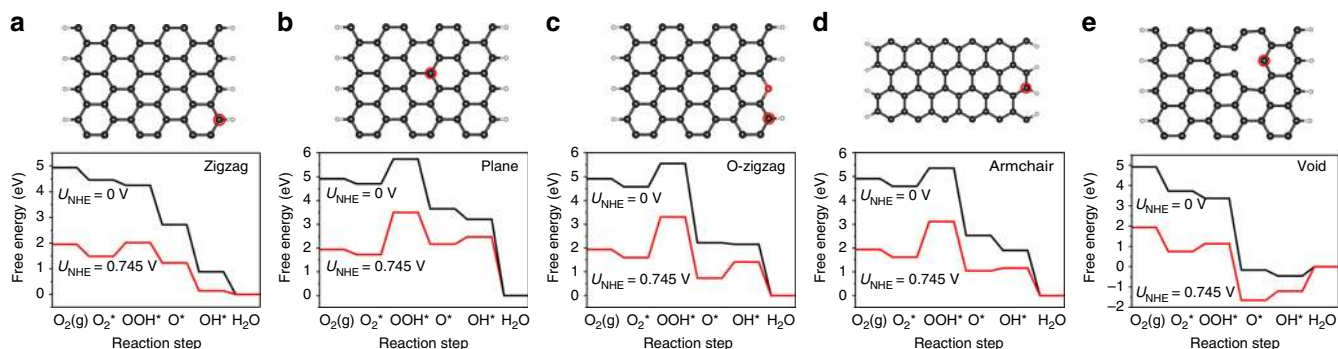 a
b
c
d
e
5
4
3
2
1
0
Free energy (eV)
Zigzag
U_NHE = 0 V
U_NHE = 0.745 V
O₂(g) O₂* OOH* O* OH* H₂O
Reaction step
6
5
4
3
2
1
0
Free energy (eV)
Plane
U_NHE = 0 V
U_NHE = 0.745 V
O₂(g) O₂* OOH* O* OH* H₂O
Reaction step
6
5
4
3
2
1
0
Free energy (eV)
O-zigzag
U_NHE = 0 V
U_NHE = 0.745 V
O₂(g) O₂* OOH* O* OH* H₂O
Reaction step
6
5
4
3
2
1
0
Free energy (eV)
Armchair
U_NHE = 0 V
U_NHE = 0.745 V
O₂(g) O₂* OOH* O* OH* H₂O
Reaction step
5
4
3
2
1
0
−1
−2
Free energy (eV)
Void
U_NHE = 0 V
U_NHE = 0.745 V
O₂(g) O₂* OOH* O* OH* H₂O
Reaction step